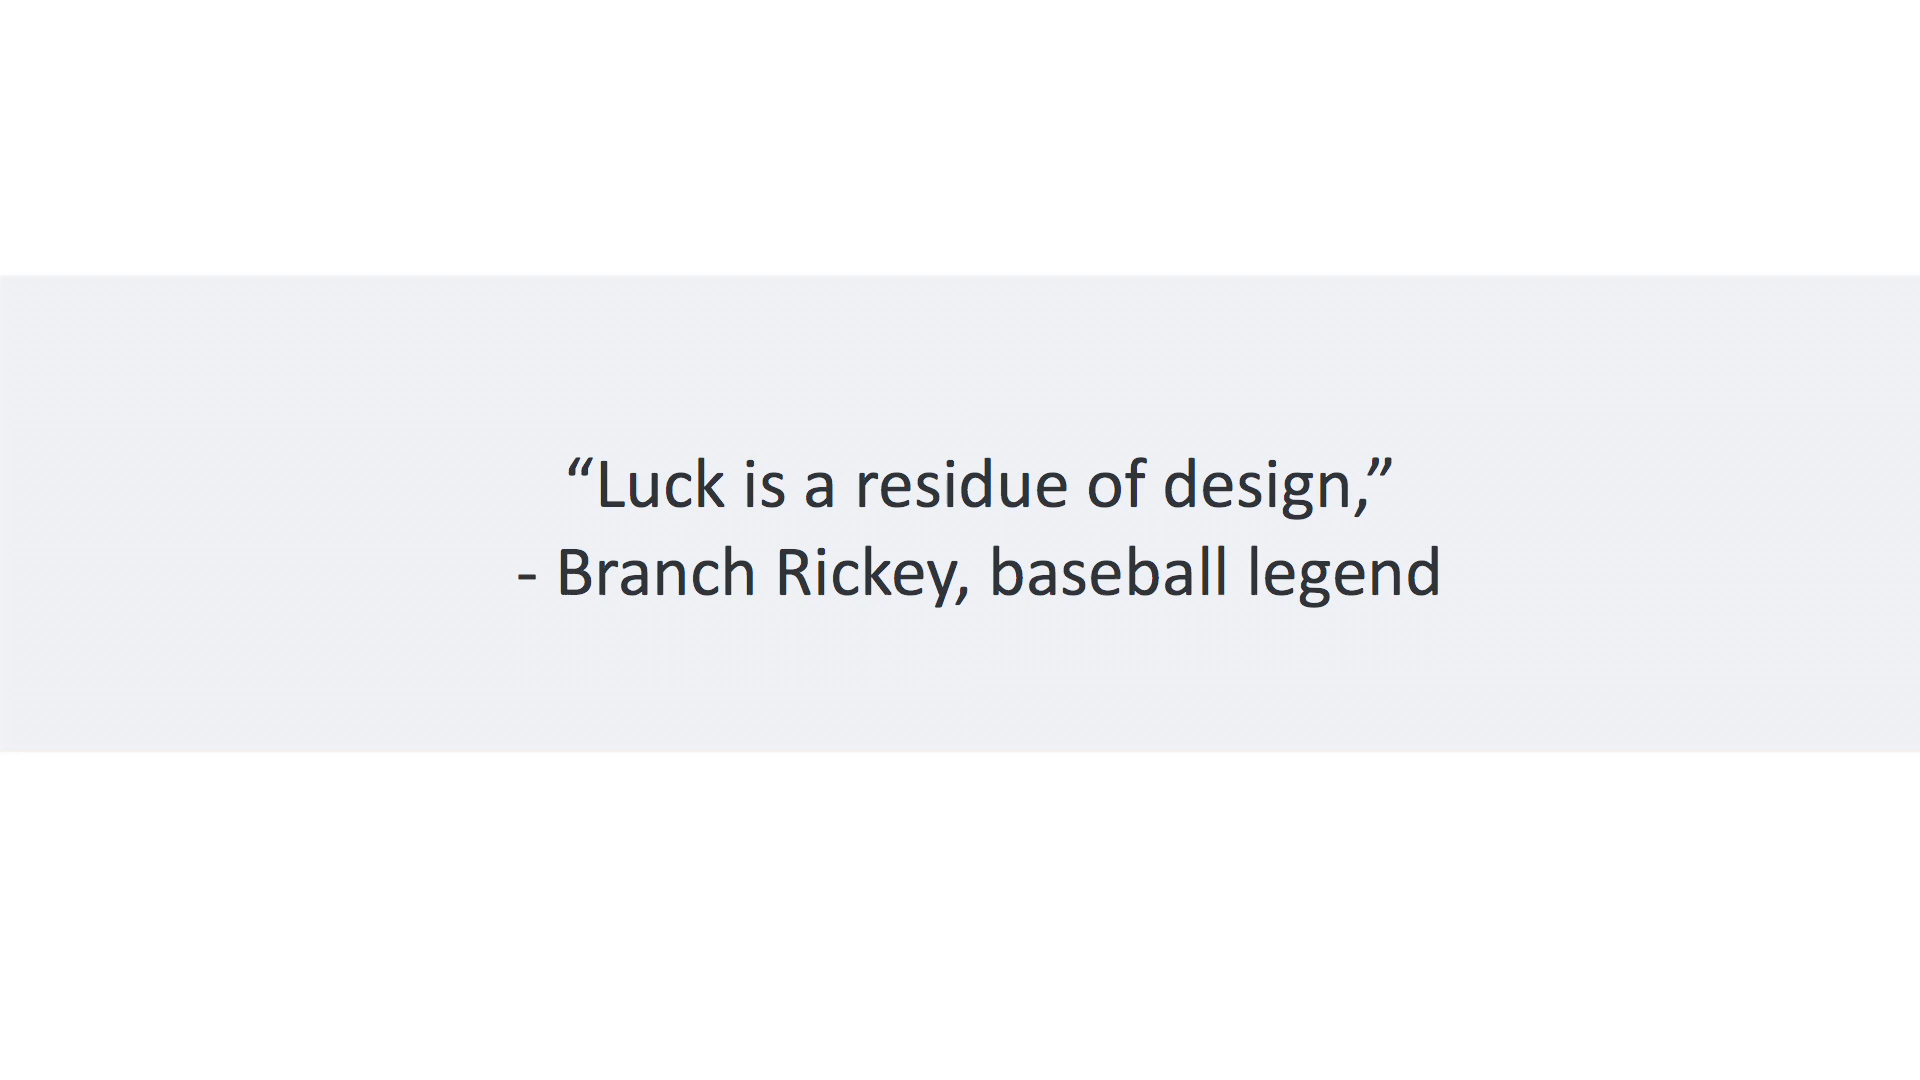 “Luck is a residue of design,”
- Branch Rickey, baseball legend